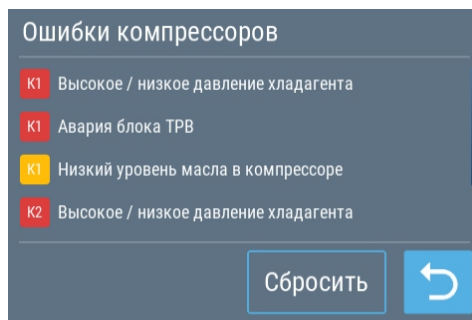 Ошибки компрессоров
K1 Высокое / низкое давление хладагента
K1 Авария блока ТРВ
K1 Низкий уровень масла в компрессоре
K2 Высокое / низкое давление хладагента
Сбросить